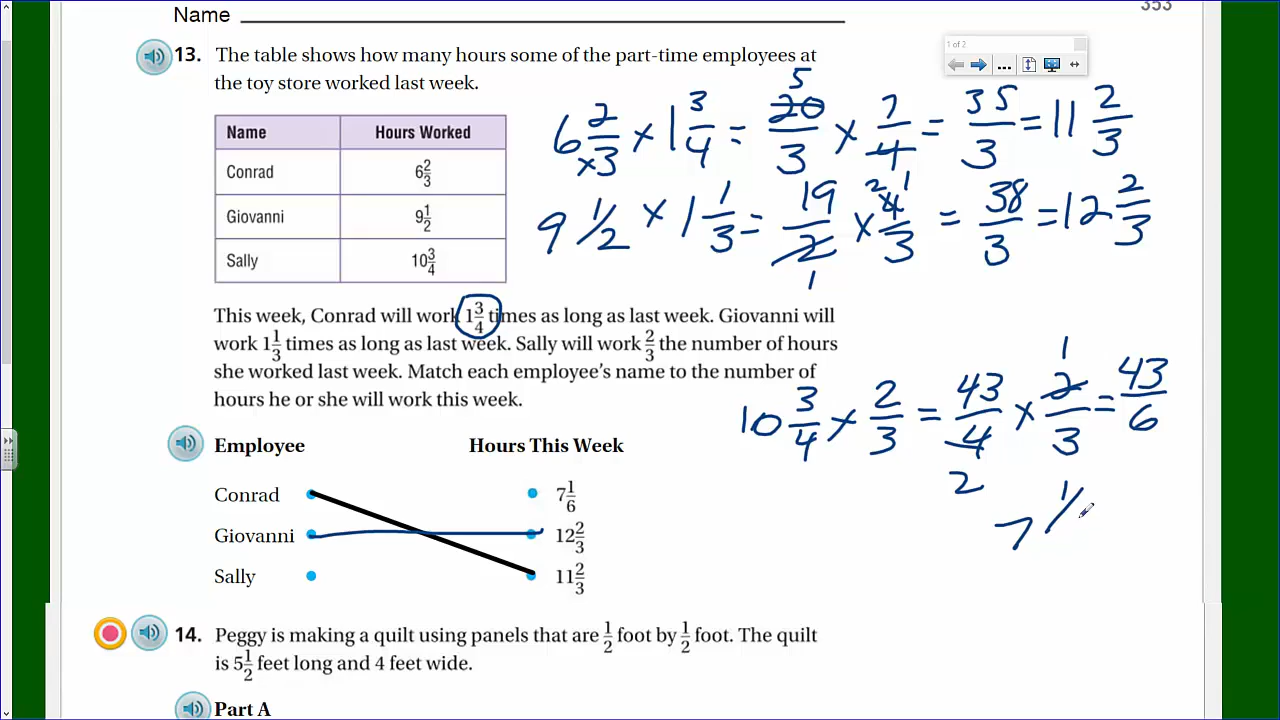 353
Name
1 of 2
13. The table shows how many hours some of the part-time employees at
the toy store worked last week.
Name Hours Worked
Conrad 6 2/3
Giovanni 9 1/2
Sally 10 3/4
6 2/3 × 1 3/4 = 20/3 × 7/4 = 35/3 = 11 2/3
5
×
9 1/2 × 1 1/3 = 19/2 × 4/3 = 38/3 = 12 2/3
2 1
1
This week, Conrad will work 1 3/4 times as long as last week. Giovanni will
work 1 1/3 times as long as last week. Sally will work 2/3 the number of hours
she worked last week. Match each employee's name to the number of
hours he or she will work this week.
10 3/4 × 2/3 = 43/4 × 2/3 = 43/6
1
2
7 1/
Employee Hours This Week
Conrad 7 1/6
Giovanni 12 2/3
Sally 11 2/3
14. Peggy is making a quilt using panels that are 1/2 foot by 1/2 foot. The quilt
is 5 1/2 feet long and 4 feet wide.
Part A